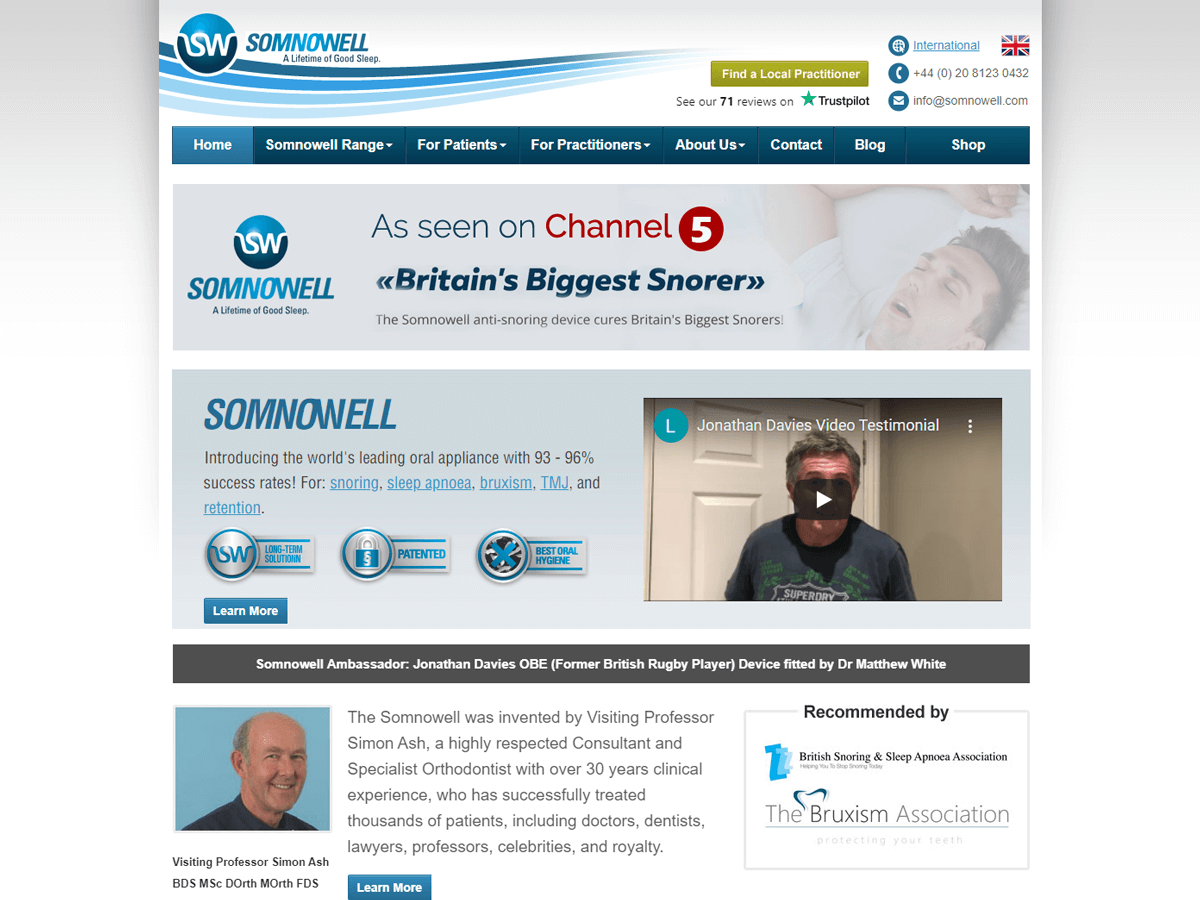 SW SOMNOWELL
A Lifetime of Good Sleep.
International
Find a Local Practitioner
+44 (0) 20 8123 0432
See our 71 reviews on Trustpilot
info@somnowell.com
Home Somnowell Range For Patients For Practitioners About Us Contact Blog Shop
As seen on Channel 5
SW
«Britain's Biggest Snorer»
SOMNOWELL
A Lifetime of Good Sleep.
The Somnowell anti-snoring device cures Britain's Biggest Snorers!
SOMNOWELL
Introducing the world's leading oral appliance with 93 - 96%
success rates! For: snoring, sleep apnoea, bruxism, TMJ, and
retention.
SW LONG-TERM
SOLUTIONN
PATENTED
BEST ORAL
HYGIENE
Learn More
L Jonathan Davies Video Testimonial
SUPERDRY
Somnowell Ambassador: Jonathan Davies OBE (Former British Rugby Player) Device fitted by Dr Matthew White
Visiting Professor Simon Ash
BDS MSc DOrth MOrth FDS
The Somnowell was invented by Visiting Professor
Simon Ash, a highly respected Consultant and
Specialist Orthodontist with over 30 years clinical
experience, who has successfully treated
thousands of patients, including doctors, dentists,
lawyers, professors, celebrities, and royalty.
Learn More
Recommended by
British Snoring & Sleep Apnoea Association
Helping You To Stop Snoring Today
The Bruxism Association
protecting your teeth